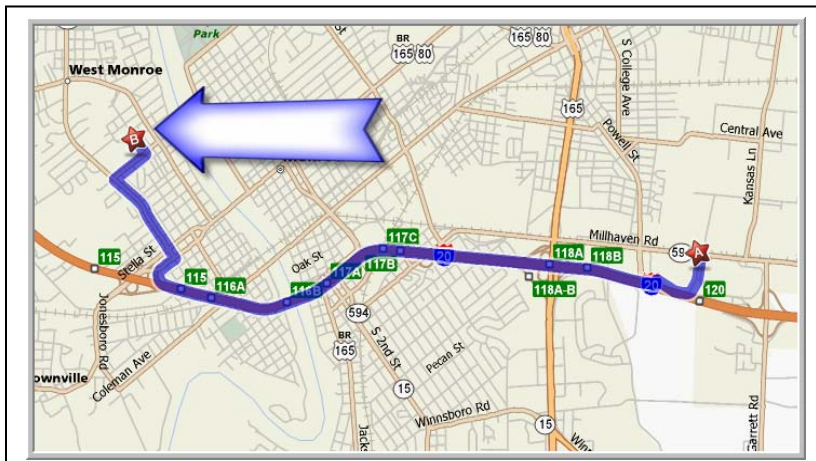 Park
BR
165 80
165 80
West Monroe
S College Ave
165
Powell St
Central Ave
Kansas Ln
B
Millhaven Rd
594
A
115
Stella St
Oak St
117C
20
118A
118B
115
116A
116B
117A
117B
118A-B
20
120
Jonesboro Rd
Coleman Ave
594
BR
165
S 2nd St
Pecan St
15
Winnsboro Rd
15
Garrett Rd